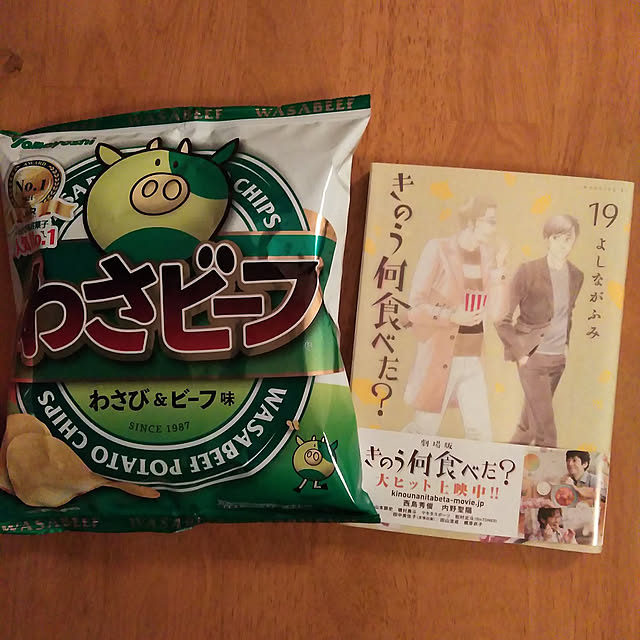 WASABEEF WASABEEF
Yamayoshi
AWARD
No.1
CHIPS
わさビーフ
わさび&ビーフ味
SINCE 1987
WASABEEF POTATO CHIPS
WASABEEF
きのう何食べた?
19
よしながふみ
劇場版
きのう何食べた?
大ヒット上映中!!
kinounanitabeta-movie.jp
西島秀俊 内野聖陽